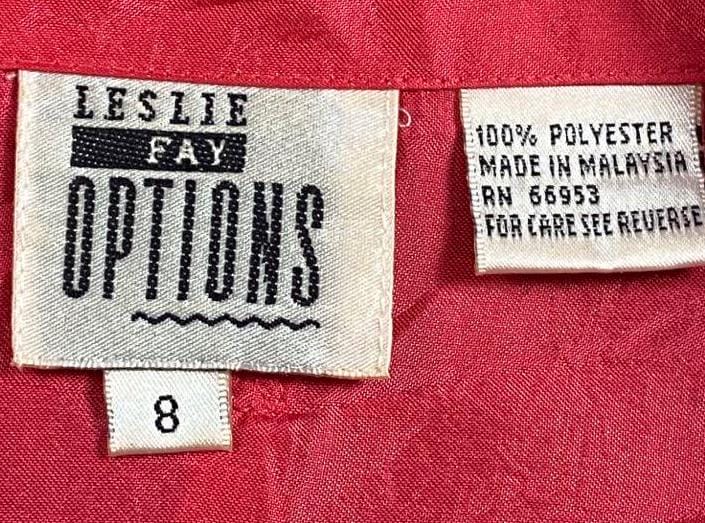 LESLIE
FAY
OPTIONS
8
100% POLYESTER
MADE IN MALAYSIA
RN 66953
FOR CARE SEE REVERSE